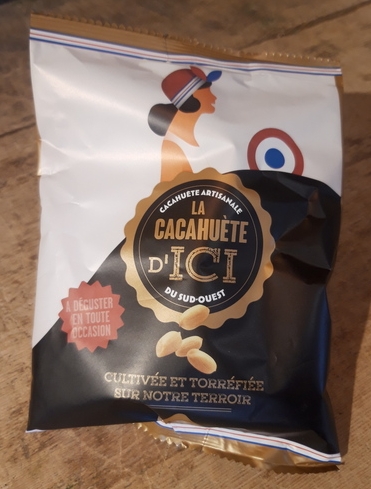 CACAHUÈTE ARTISANALE
LA
CACAHUÈTE
D'ICI
DU SUD-OUEST
À DÉGUSTER
EN TOUTE
OCCASION
CULTIVÉE ET TORRÉFIÉE
SUR NOTRE TERROIR